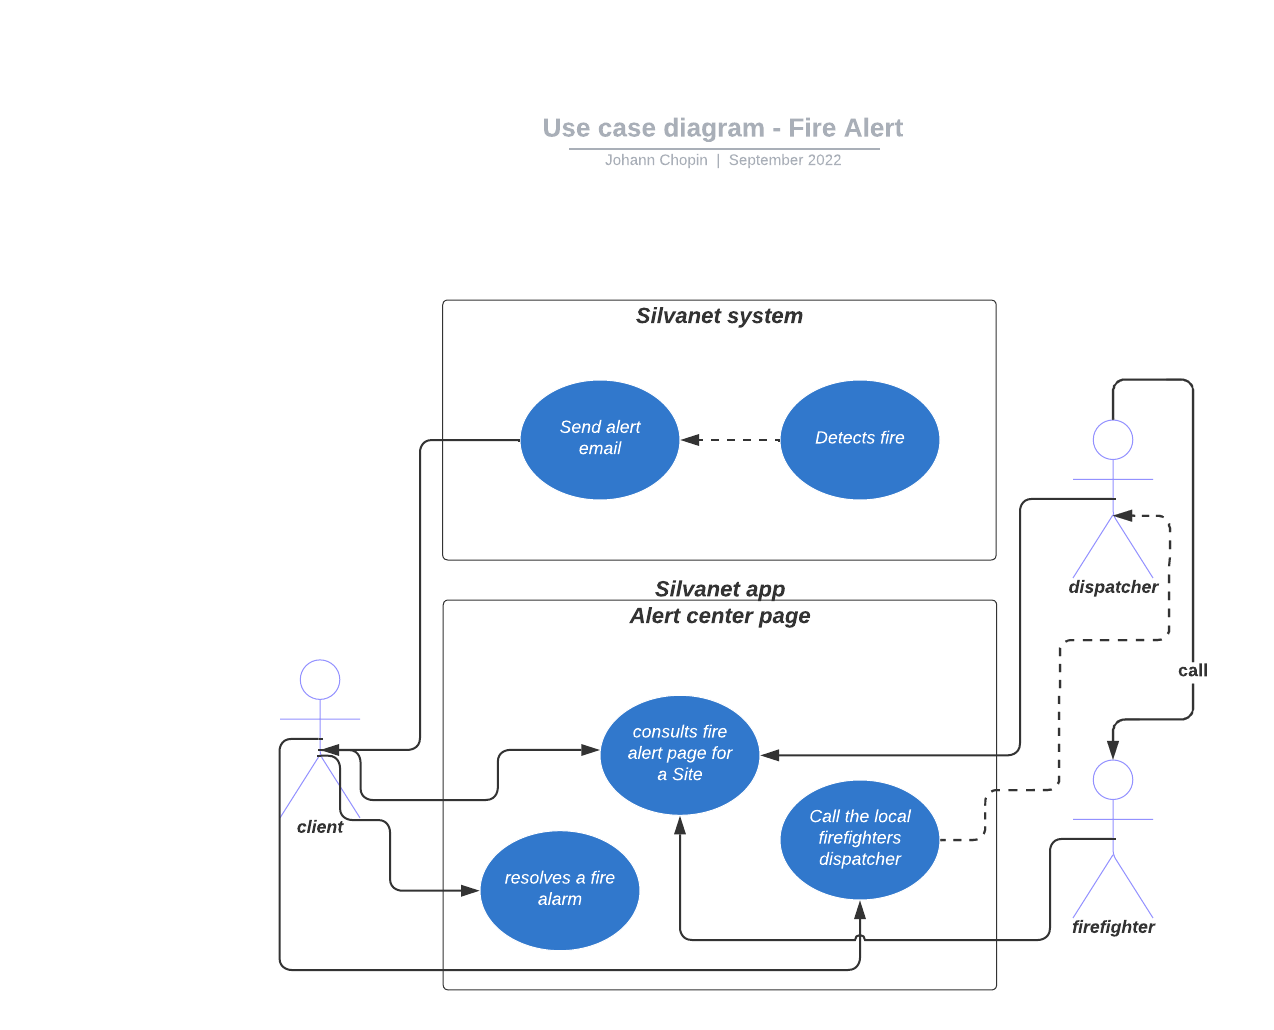 Use case diagram - Fire Alert
Johann Chopin | September 2022
Silvanet system
Send alert
email
Detects fire
dispatcher
Silvanet app
Alert center page
call
consults fire
alert page for
a Site
Call the local
firefighters
dispatcher
client
resolves a fire
alarm
firefighter